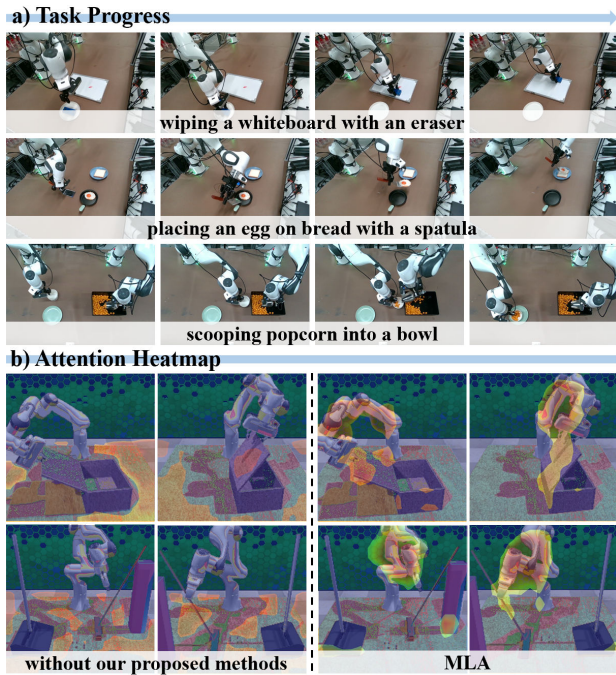 a) Task Progress
wiping a whiteboard with an eraser
placing an egg on bread with a spatula
scooping popcorn into a bowl
b) Attention Heatmap
without our proposed methods
MLA